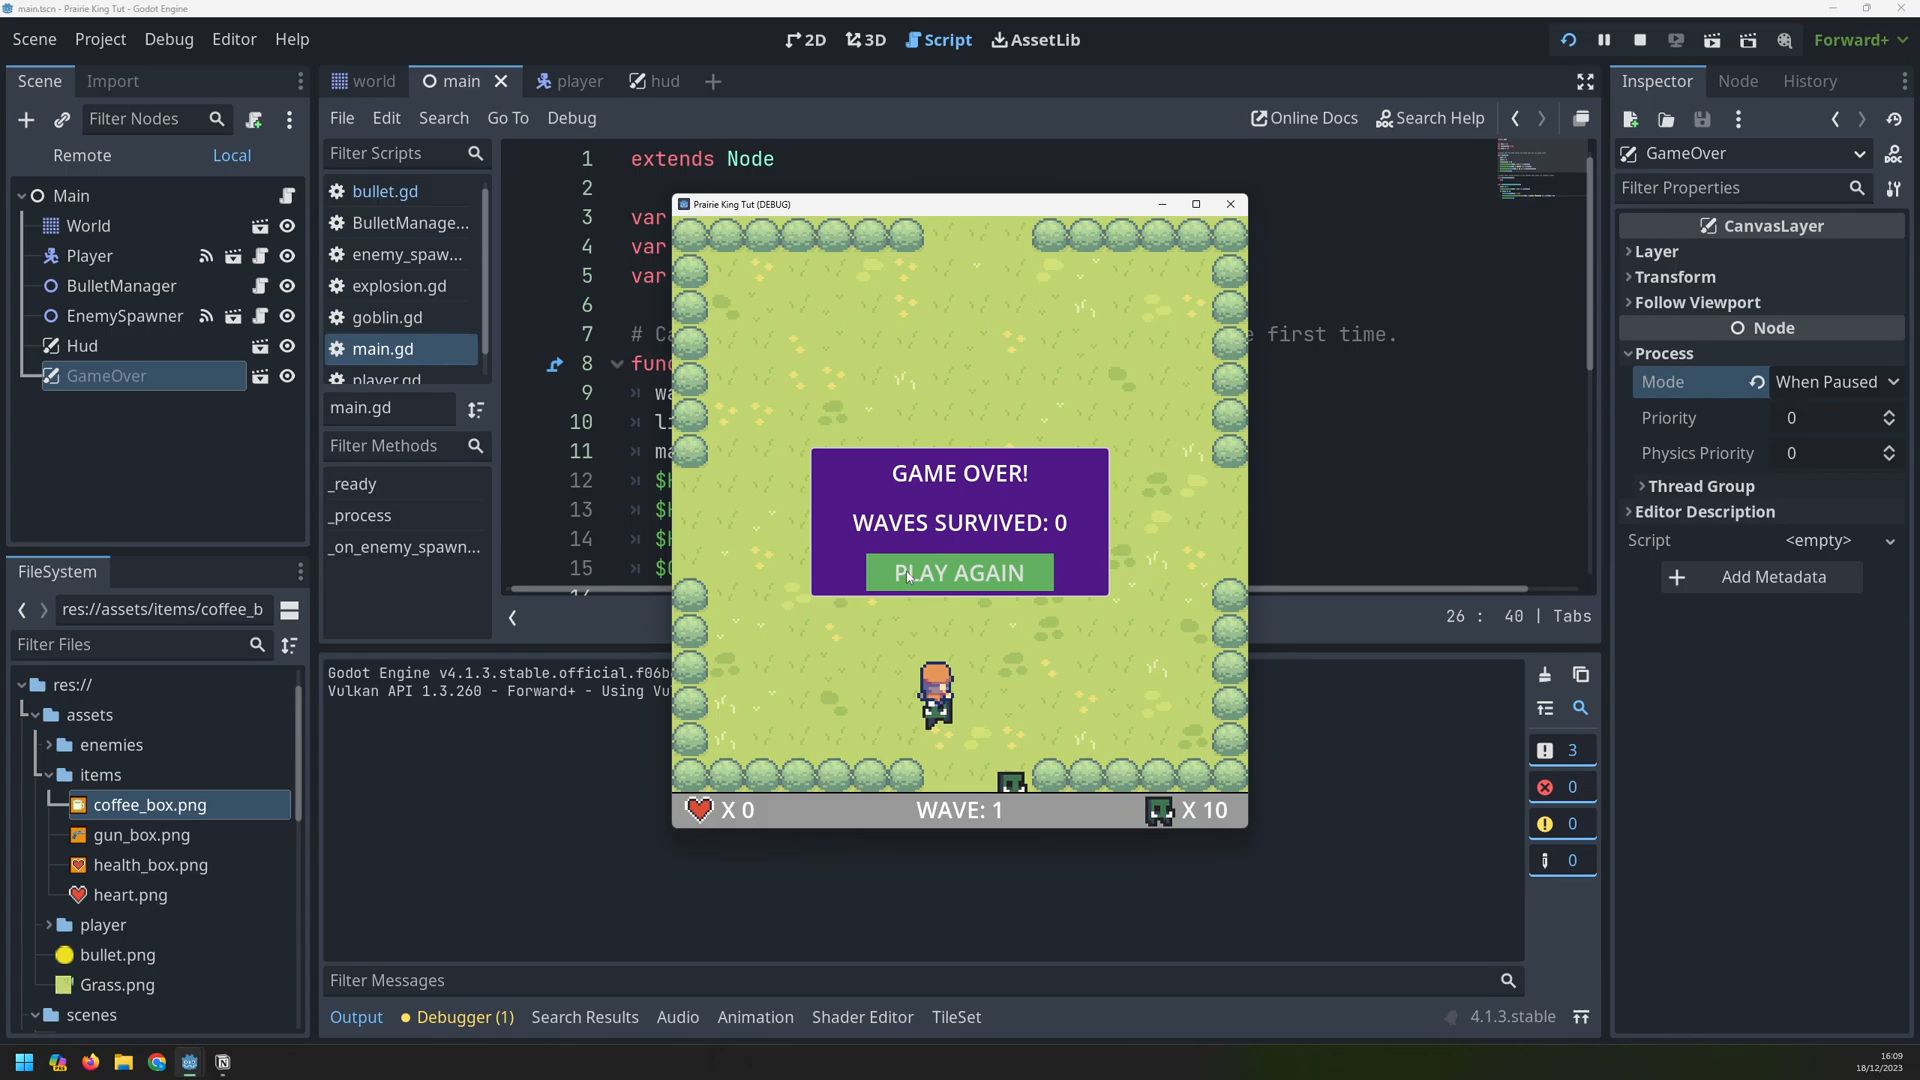 main.tscn - Prairie King Tut - Godot Engine
Scene Project Debug Editor Help
2D 3D Script AssetLib
Forward+
Scene Import
world main player hud
Inspector Node History
Filter Nodes
File Edit Search Go To Debug
Online Docs Search Help
Remote Local
Filter Scripts
GameOver
Filter Properties
Main
World
Player
BulletManager
EnemySpawner
Hud
GameOver
bullet.gd
BulletManage...
enemy_spaw...
explosion.gd
goblin.gd
main.gd
player.gd
main.gd
Filter Methods
_ready
_process
_on_enemy_spawn...
1 extends Node
2
3 var
4 var
5 var
6
7 first time.
8
9
10
11
12
13
14
15
Prairie King Tut (DEBUG)
GAME OVER!
WAVES SURVIVED: 0
PLAY AGAIN
X 0 WAVE: 1 X 10
26 : 40 | Tabs
CanvasLayer
Layer
Transform
Follow Viewport
Node
Process
Mode When Paused
Priority 0
Physics Priority 0
Thread Group
Editor Description
Script <empty>
Add Metadata
FileSystem
res://assets/items/coffee_b
Filter Files
res://
assets
enemies
items
coffee_box.png
gun_box.png
health_box.png
heart.png
player
bullet.png
Grass.png
scenes
Godot Engine v4.1.3.stable.official.f06b
Vulkan API 1.3.260 - Forward+ - Using Vu
3
0
0
0
Filter Messages
Output Debugger (1) Search Results Audio Animation Shader Editor TileSet
4.1.3.stable
16:09
18/12/2023